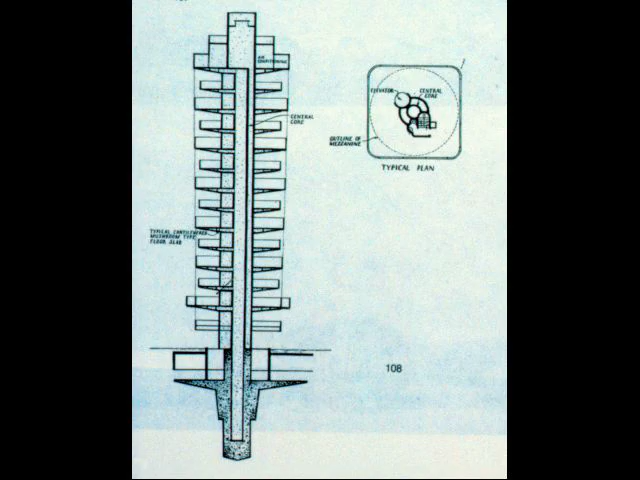 AIR
CONDITIONING
CENTRAL
CORE
TYPICAL CANTILEVERED
MUSHROOM TYPE
FLOOR SLAB
ELEVATOR
CENTRAL
CORE
OUTLINE OF
MEZZANINE
TYPICAL PLAN
108